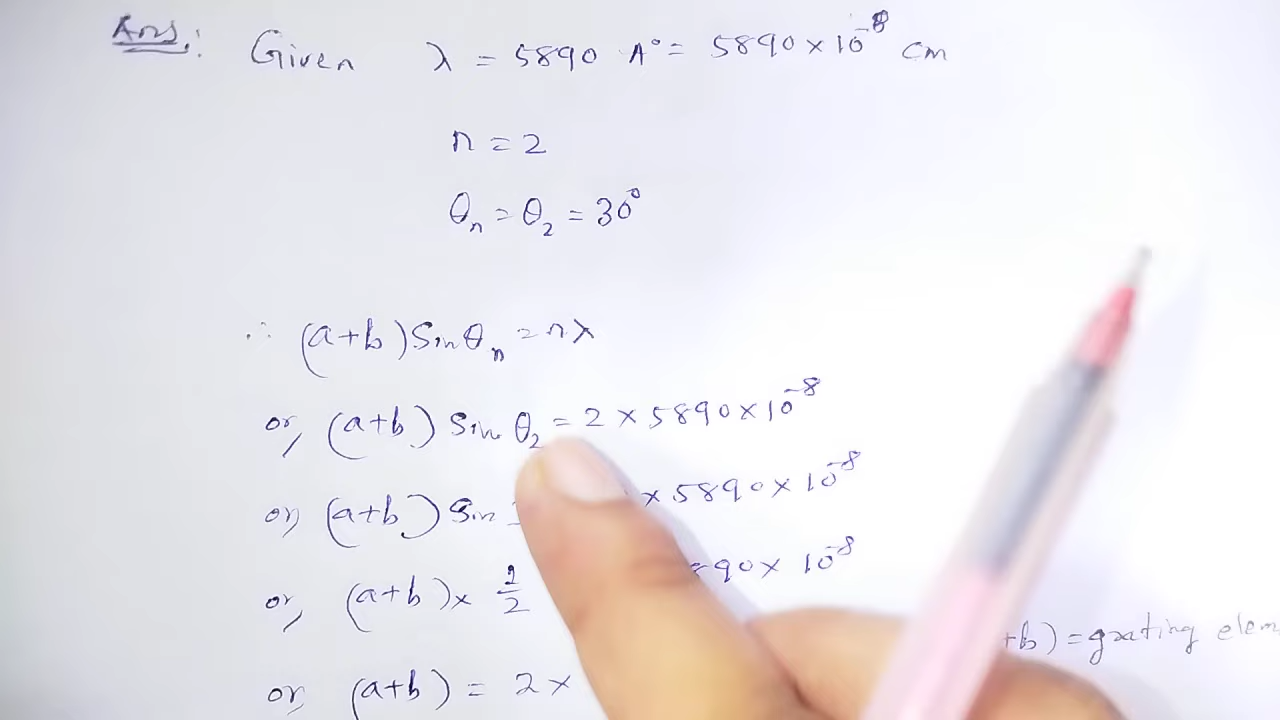 Ans.: Given λ = 5890 A° = 5890 × 10⁻⁸ cm
n = 2
θₙ = θ₂ = 30°
∴ (a+b) Sin θₙ = nλ
or, (a+b) Sin θ₂ = 2 × 5890 × 10⁻⁸
or, (a+b) Sin × 5890 × 10⁻⁸
or, (a+b) × 1/2 90 × 10⁻⁸
+b) = grating elem
or, (a+b) = 2 ×